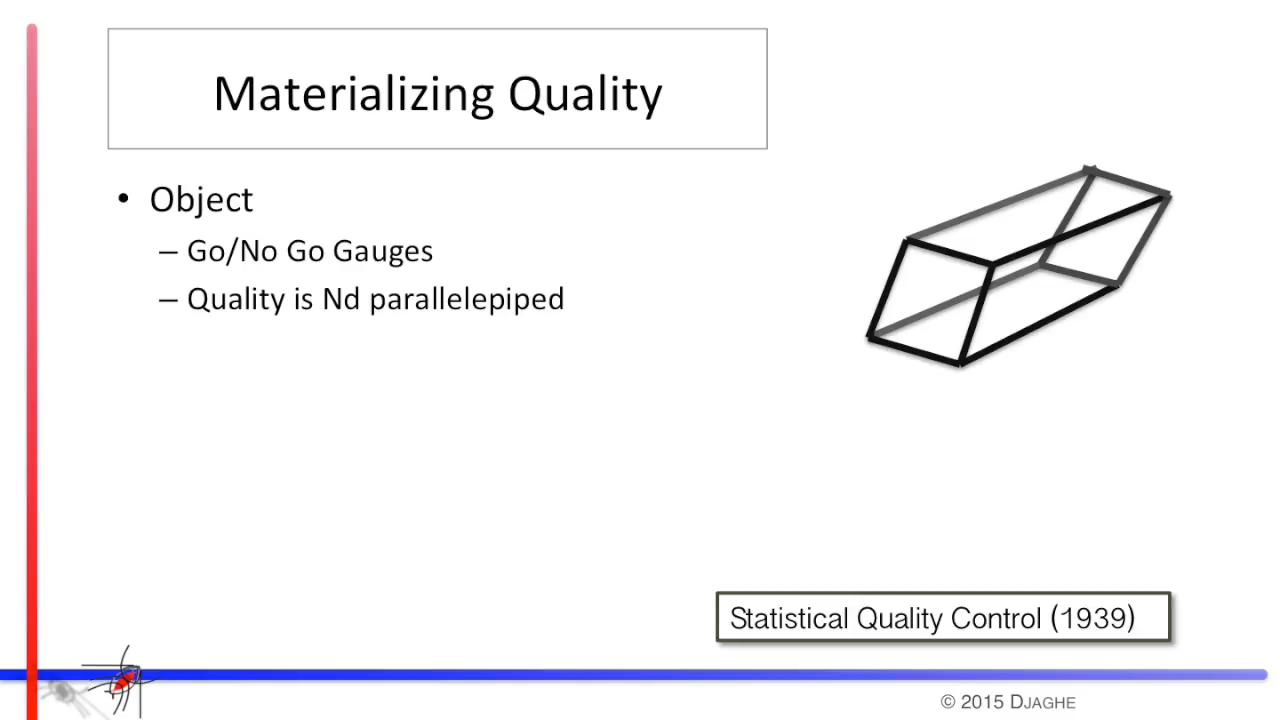 Materializing Quality
• Object
– Go/No Go Gauges
– Quality is Nd parallelepiped
Statistical Quality Control (1939)
© 2015 DJAGHE